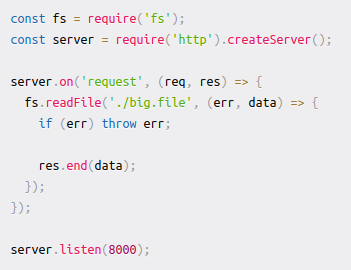 const fs = require('fs');
const server = require('http').createServer();

server.on('request', (req, res) => {
  fs.readFile('./big.file', (err, data) => {
    if (err) throw err;

    res.end(data);
  });
});

server.listen(8000);